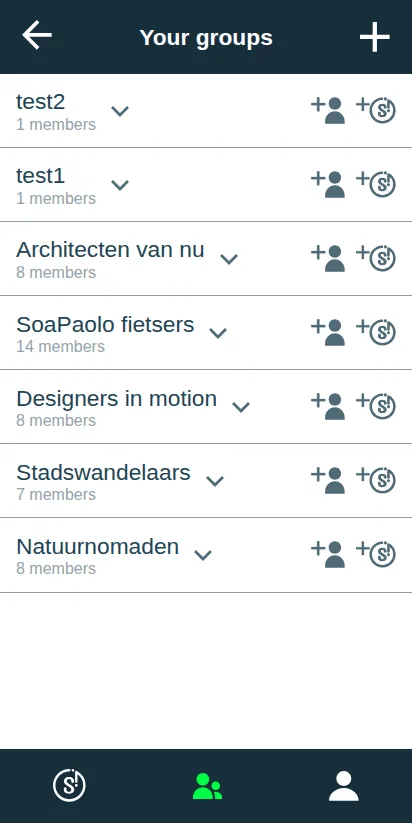 Your groups
test2
1 members
test1
1 members
Architecten van nu
8 members
SoaPaolo fietsers
14 members
Designers in motion
8 members
Stadswandelaars
7 members
Natuurnomaden
8 members